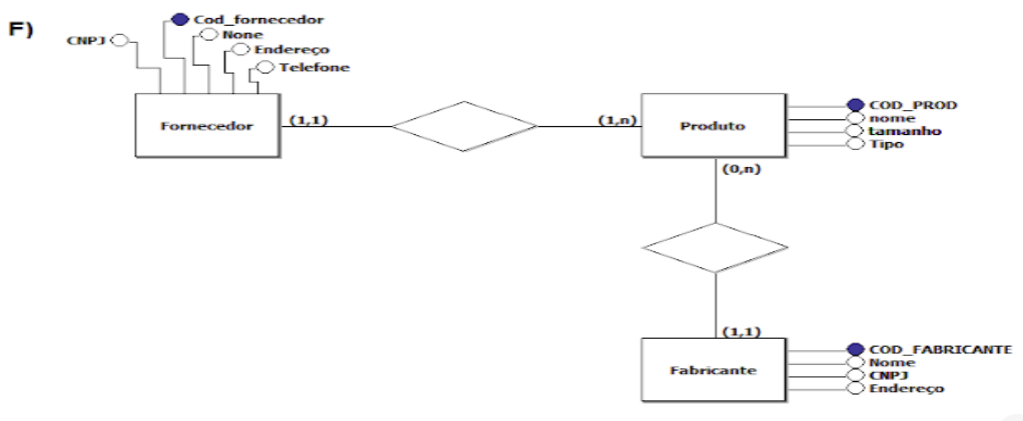 F)
CNPJ
Cod_fornecedor
None
Endereço
Telefone
Fornecedor
(1,1)
(1,n)
Produto
COD_PROD
nome
tamanho
Tipo
(0,n)
(1,1)
Fabricante
COD_FABRICANTE
Nome
CNPJ
Endereço